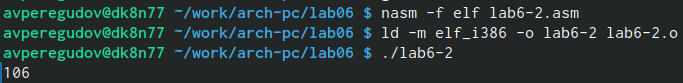 avperegudov@dk8n77 ~/work/arch-pc/lab06 $ nasm -f elf lab6-2.asm
avperegudov@dk8n77 ~/work/arch-pc/lab06 $ ld -m elf_i386 -o lab6-2 lab6-2.o
avperegudov@dk8n77 ~/work/arch-pc/lab06 $ ./lab6-2
106